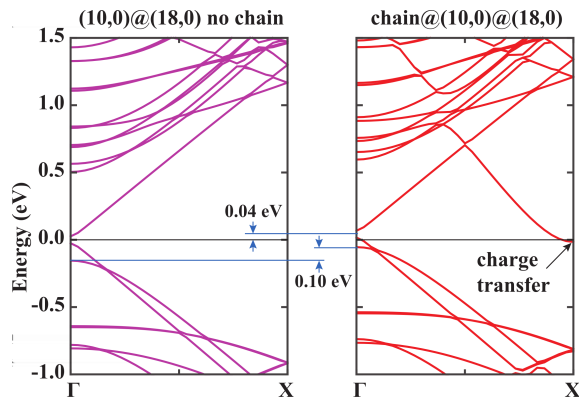 (10,0)@(18,0) no chain
chain@(10,0)@(18,0)
Energy (eV)
1.5
1.0
0.5
0.0
-0.5
-1.0
0.04 eV
0.10 eV
charge
transfer
Γ
X
Γ
X